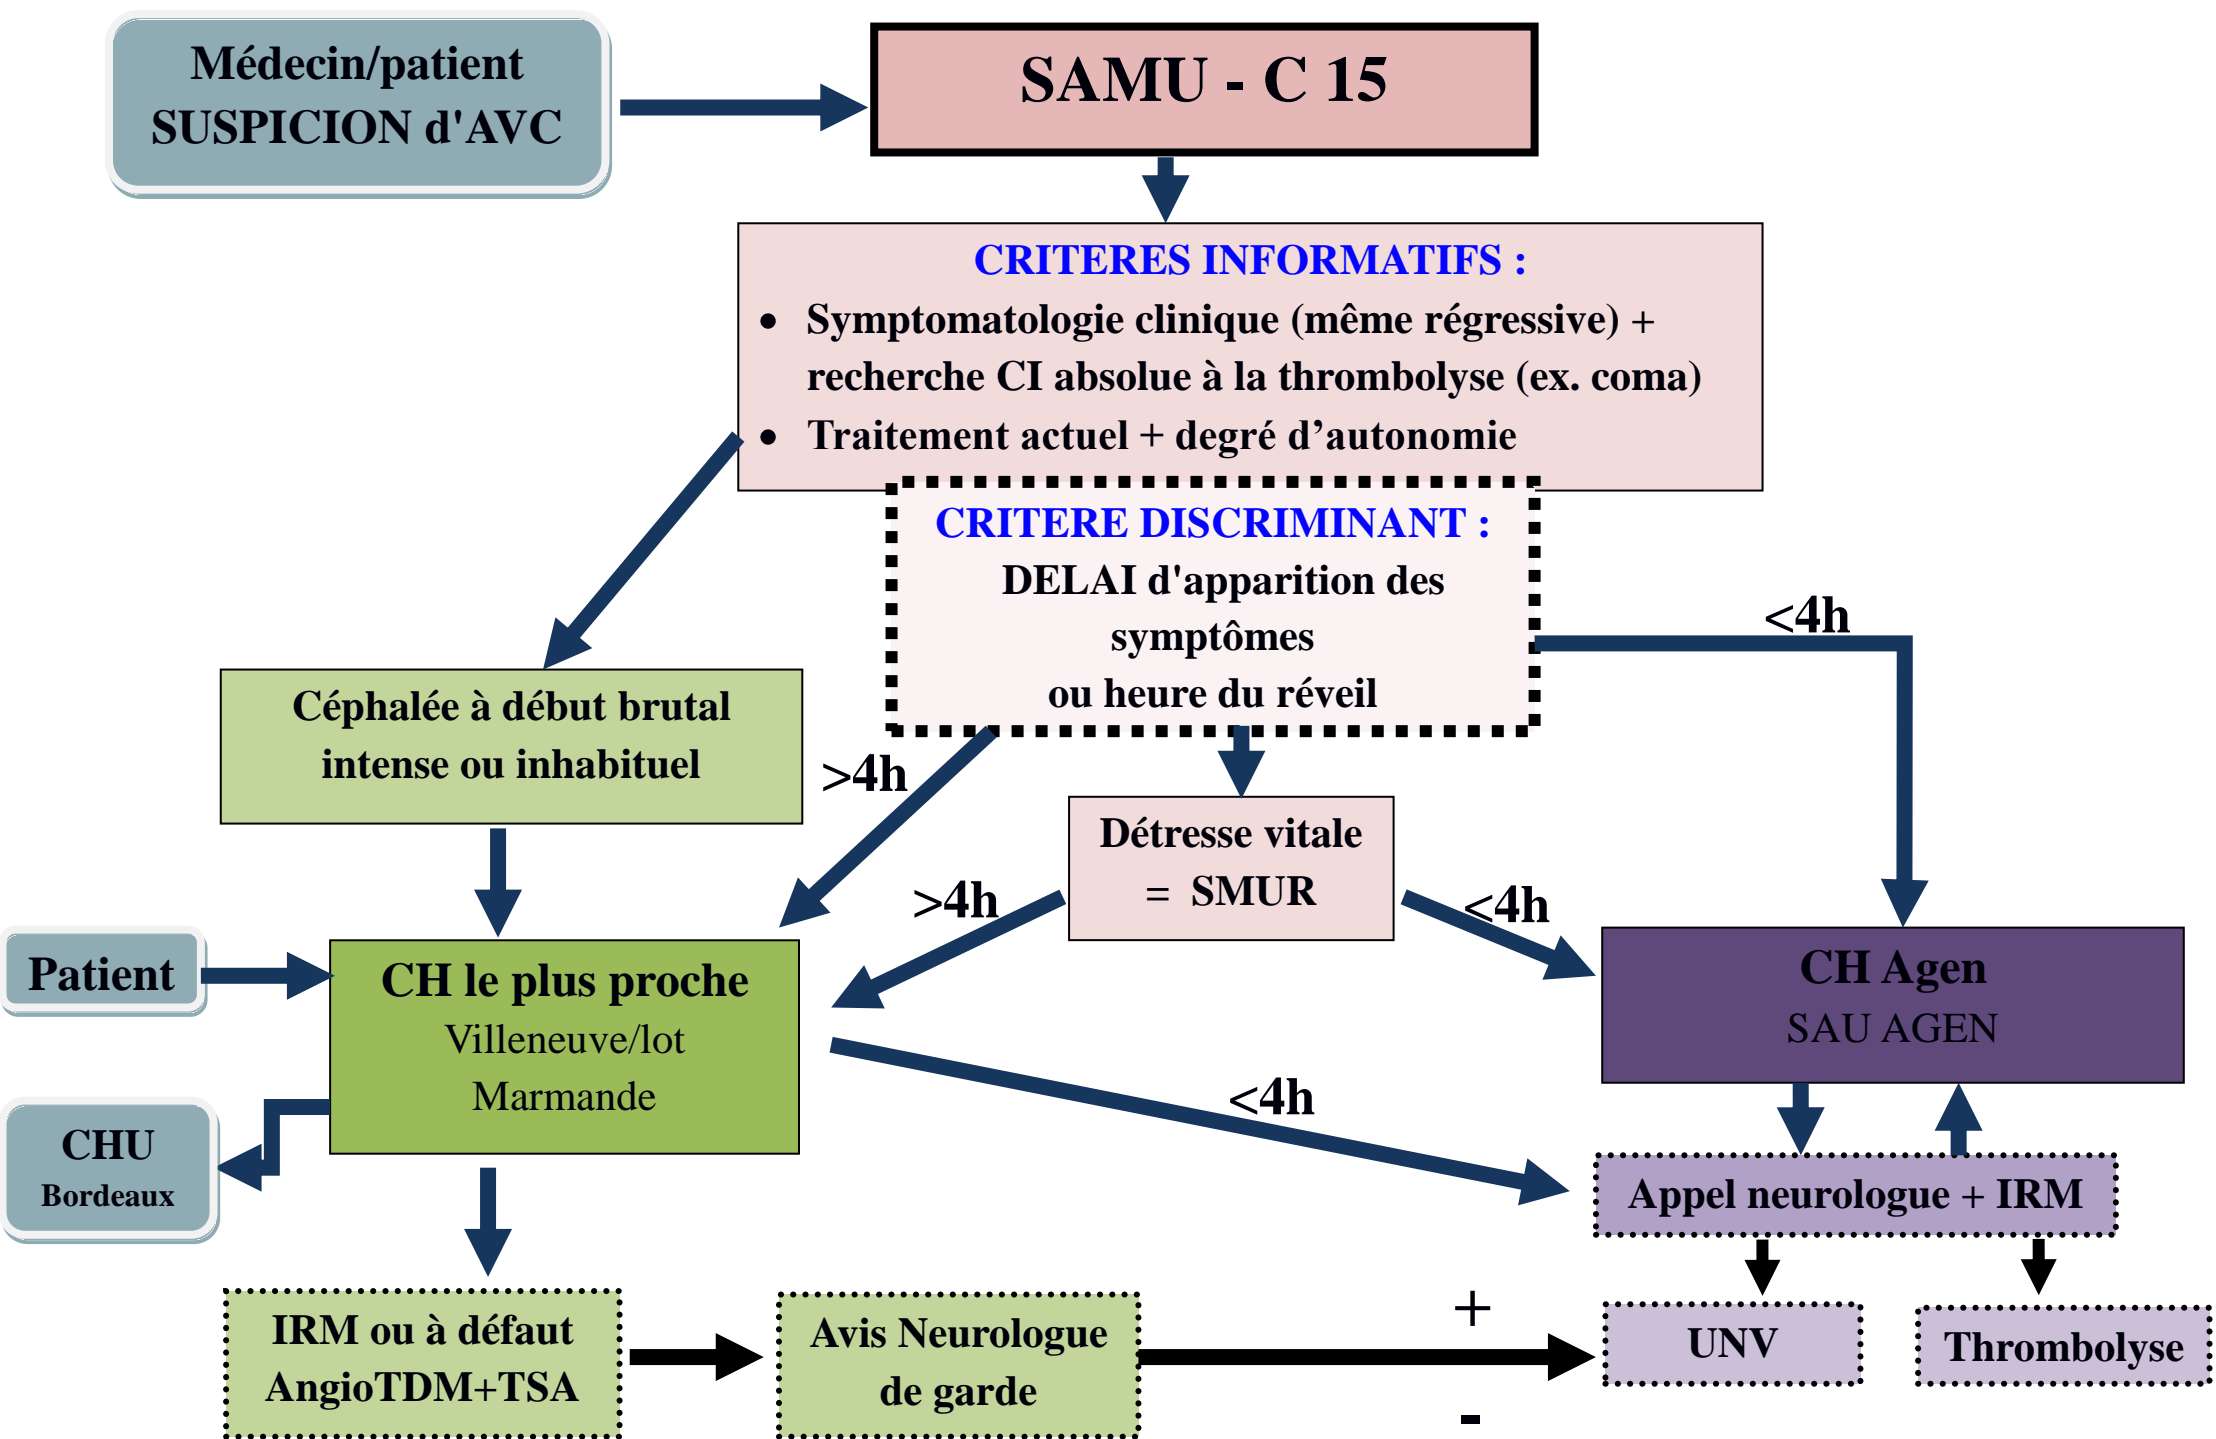 Médecin/patient
SUSPICION d'AVC
SAMU - C 15
CRITERES INFORMATIFS :
• Symptomatologie clinique (même régressive) +
recherche CI absolue à la thrombolyse (ex. coma)
• Traitement actuel + degré d’autonomie
CRITERE DISCRIMINANT :
DELAI d'apparition des
symptômes
ou heure du réveil
<4h
Céphalée à début brutal
intense ou inhabituel
>4h
Détresse vitale
= SMUR
>4h
<4h
Patient
CH le plus proche
Villeneuve/lot
Marmande
CH Agen
SAU AGEN
<4h
CHU
Bordeaux
Appel neurologue + IRM
IRM ou à défaut
AngioTDM+TSA
Avis Neurologue
de garde
+
-
UNV
Thrombolyse